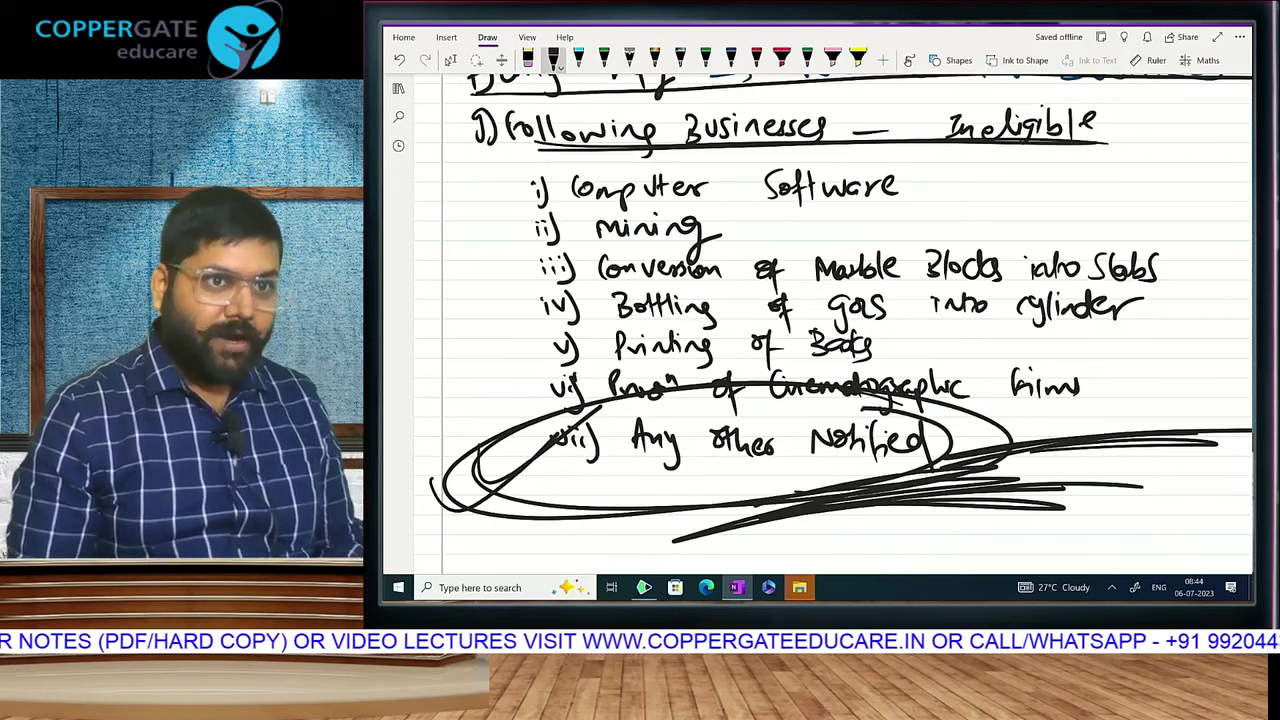 COPPERGATE
educare
Home Insert Draw View Help
Saved offline
Share
Shapes
Ink to Shape
Ink to Text
Ruler
Maths
1) Following Businesses — Ineligible
i) Computer Software
ii) Mining
iii) Conversion of Marble Blocks into Slabs
iv) Bottling of gas into cylinder
v) Printing of Books
vi) of Cinematographic films
vii) Any other Notified
Type here to search
27°C Cloudy
ENG
08:44
06-07-2023
R NOTES (PDF/HARD COPY) OR VIDEO LECTURES VISIT WWW.COPPERGATEEDUCARE.IN OR CALL/WHATSAPP - +91 99204